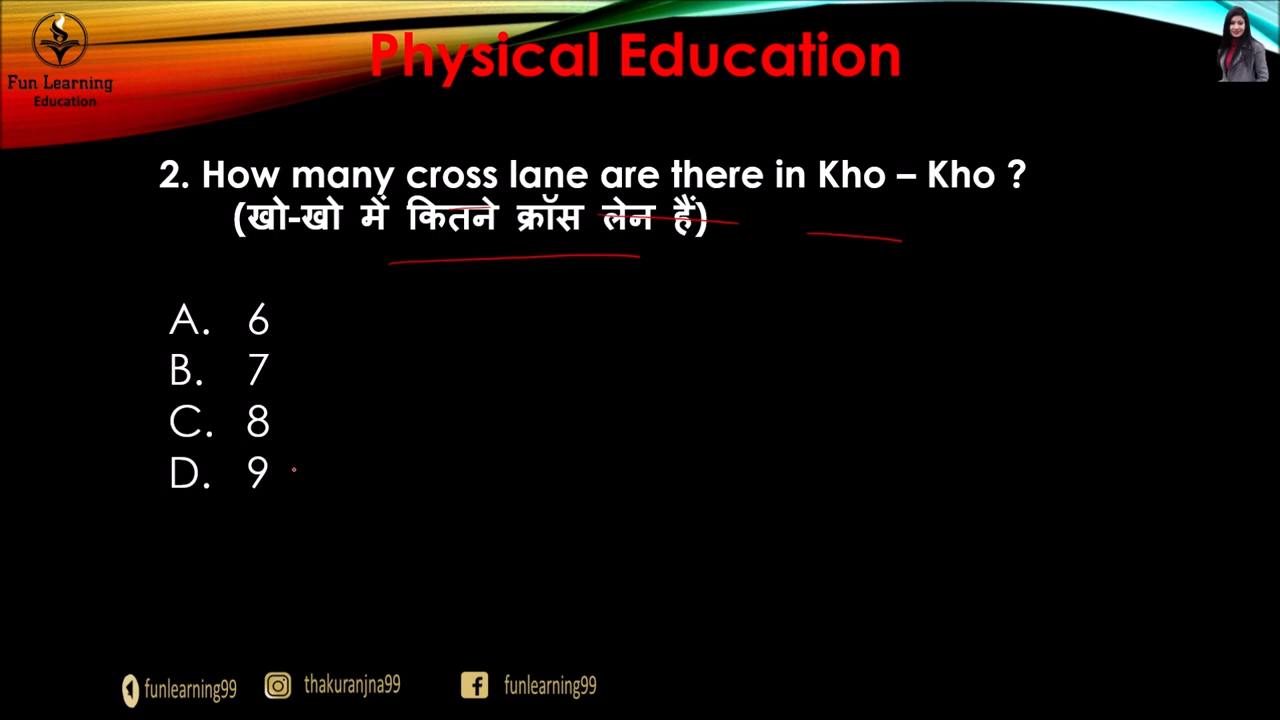 Physical Education
Fun Learning
Education
2. How many cross lane are there in Kho – Kho ?
(खो-खो में कितने क्रॉस लेन हैं)
A. 6
B. 7
C. 8
D. 9
funlearning99 thakuranjna99 funlearning99